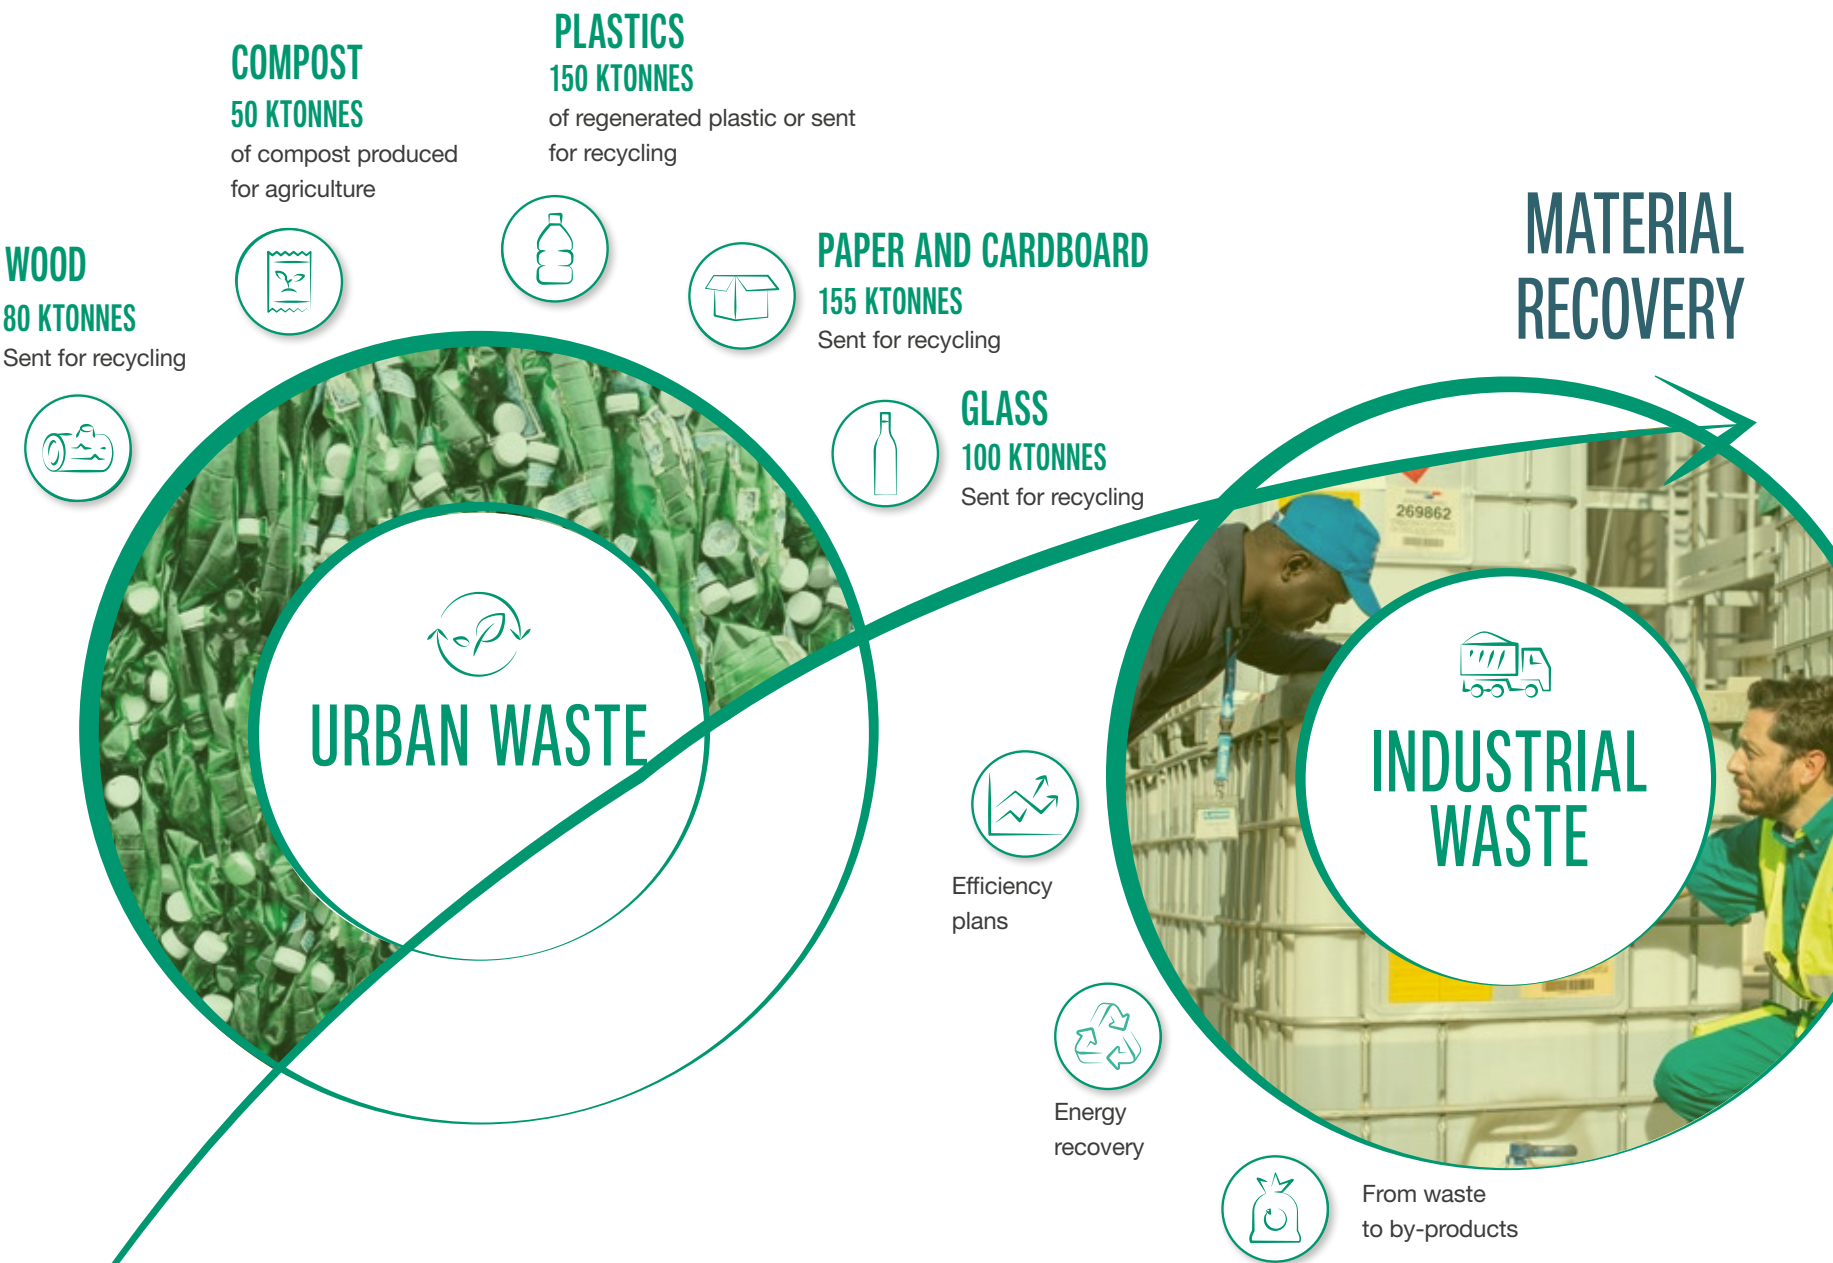 PLASTICS
150 KTONNES
of regenerated plastic or sent
for recycling
COMPOST
50 KTONNES
of compost produced
for agriculture
WOOD
80 KTONNES
Sent for recycling
PAPER AND CARDBOARD
155 KTONNES
Sent for recycling
GLASS
100 KTONNES
Sent for recycling
MATERIAL
RECOVERY
269862
URBAN WASTE
INDUSTRIAL
WASTE
Efficiency
plans
Energy
recovery
From waste
to by-products